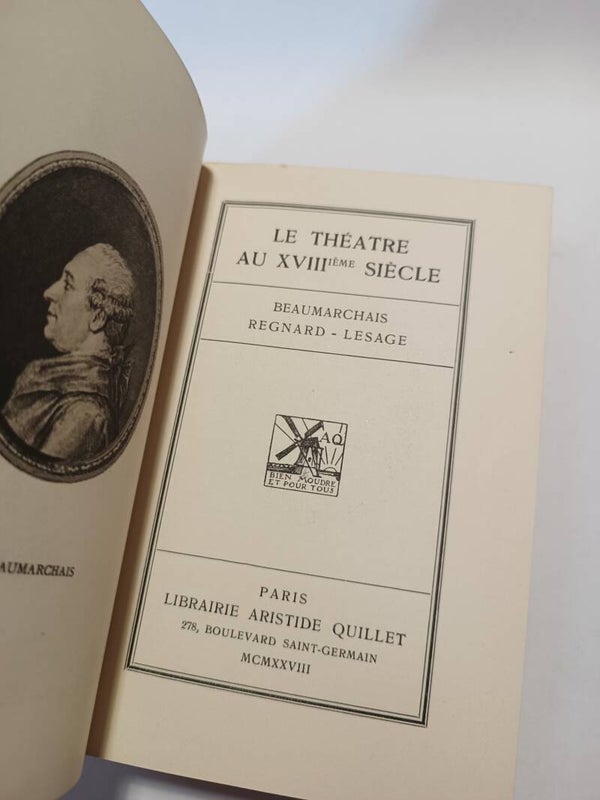 AUMARCHAIS
LE THÉATRE
AU XVIIIIÈME SIÈCLE
BEAUMARCHAIS
REGNARD - LESAGE
AQ
BIEN MOUDRE
ET POUR TOUS
PARIS
LIBRAIRIE ARISTIDE QUILLET
278, BOULEVARD SAINT-GERMAIN
MCMXXVIII